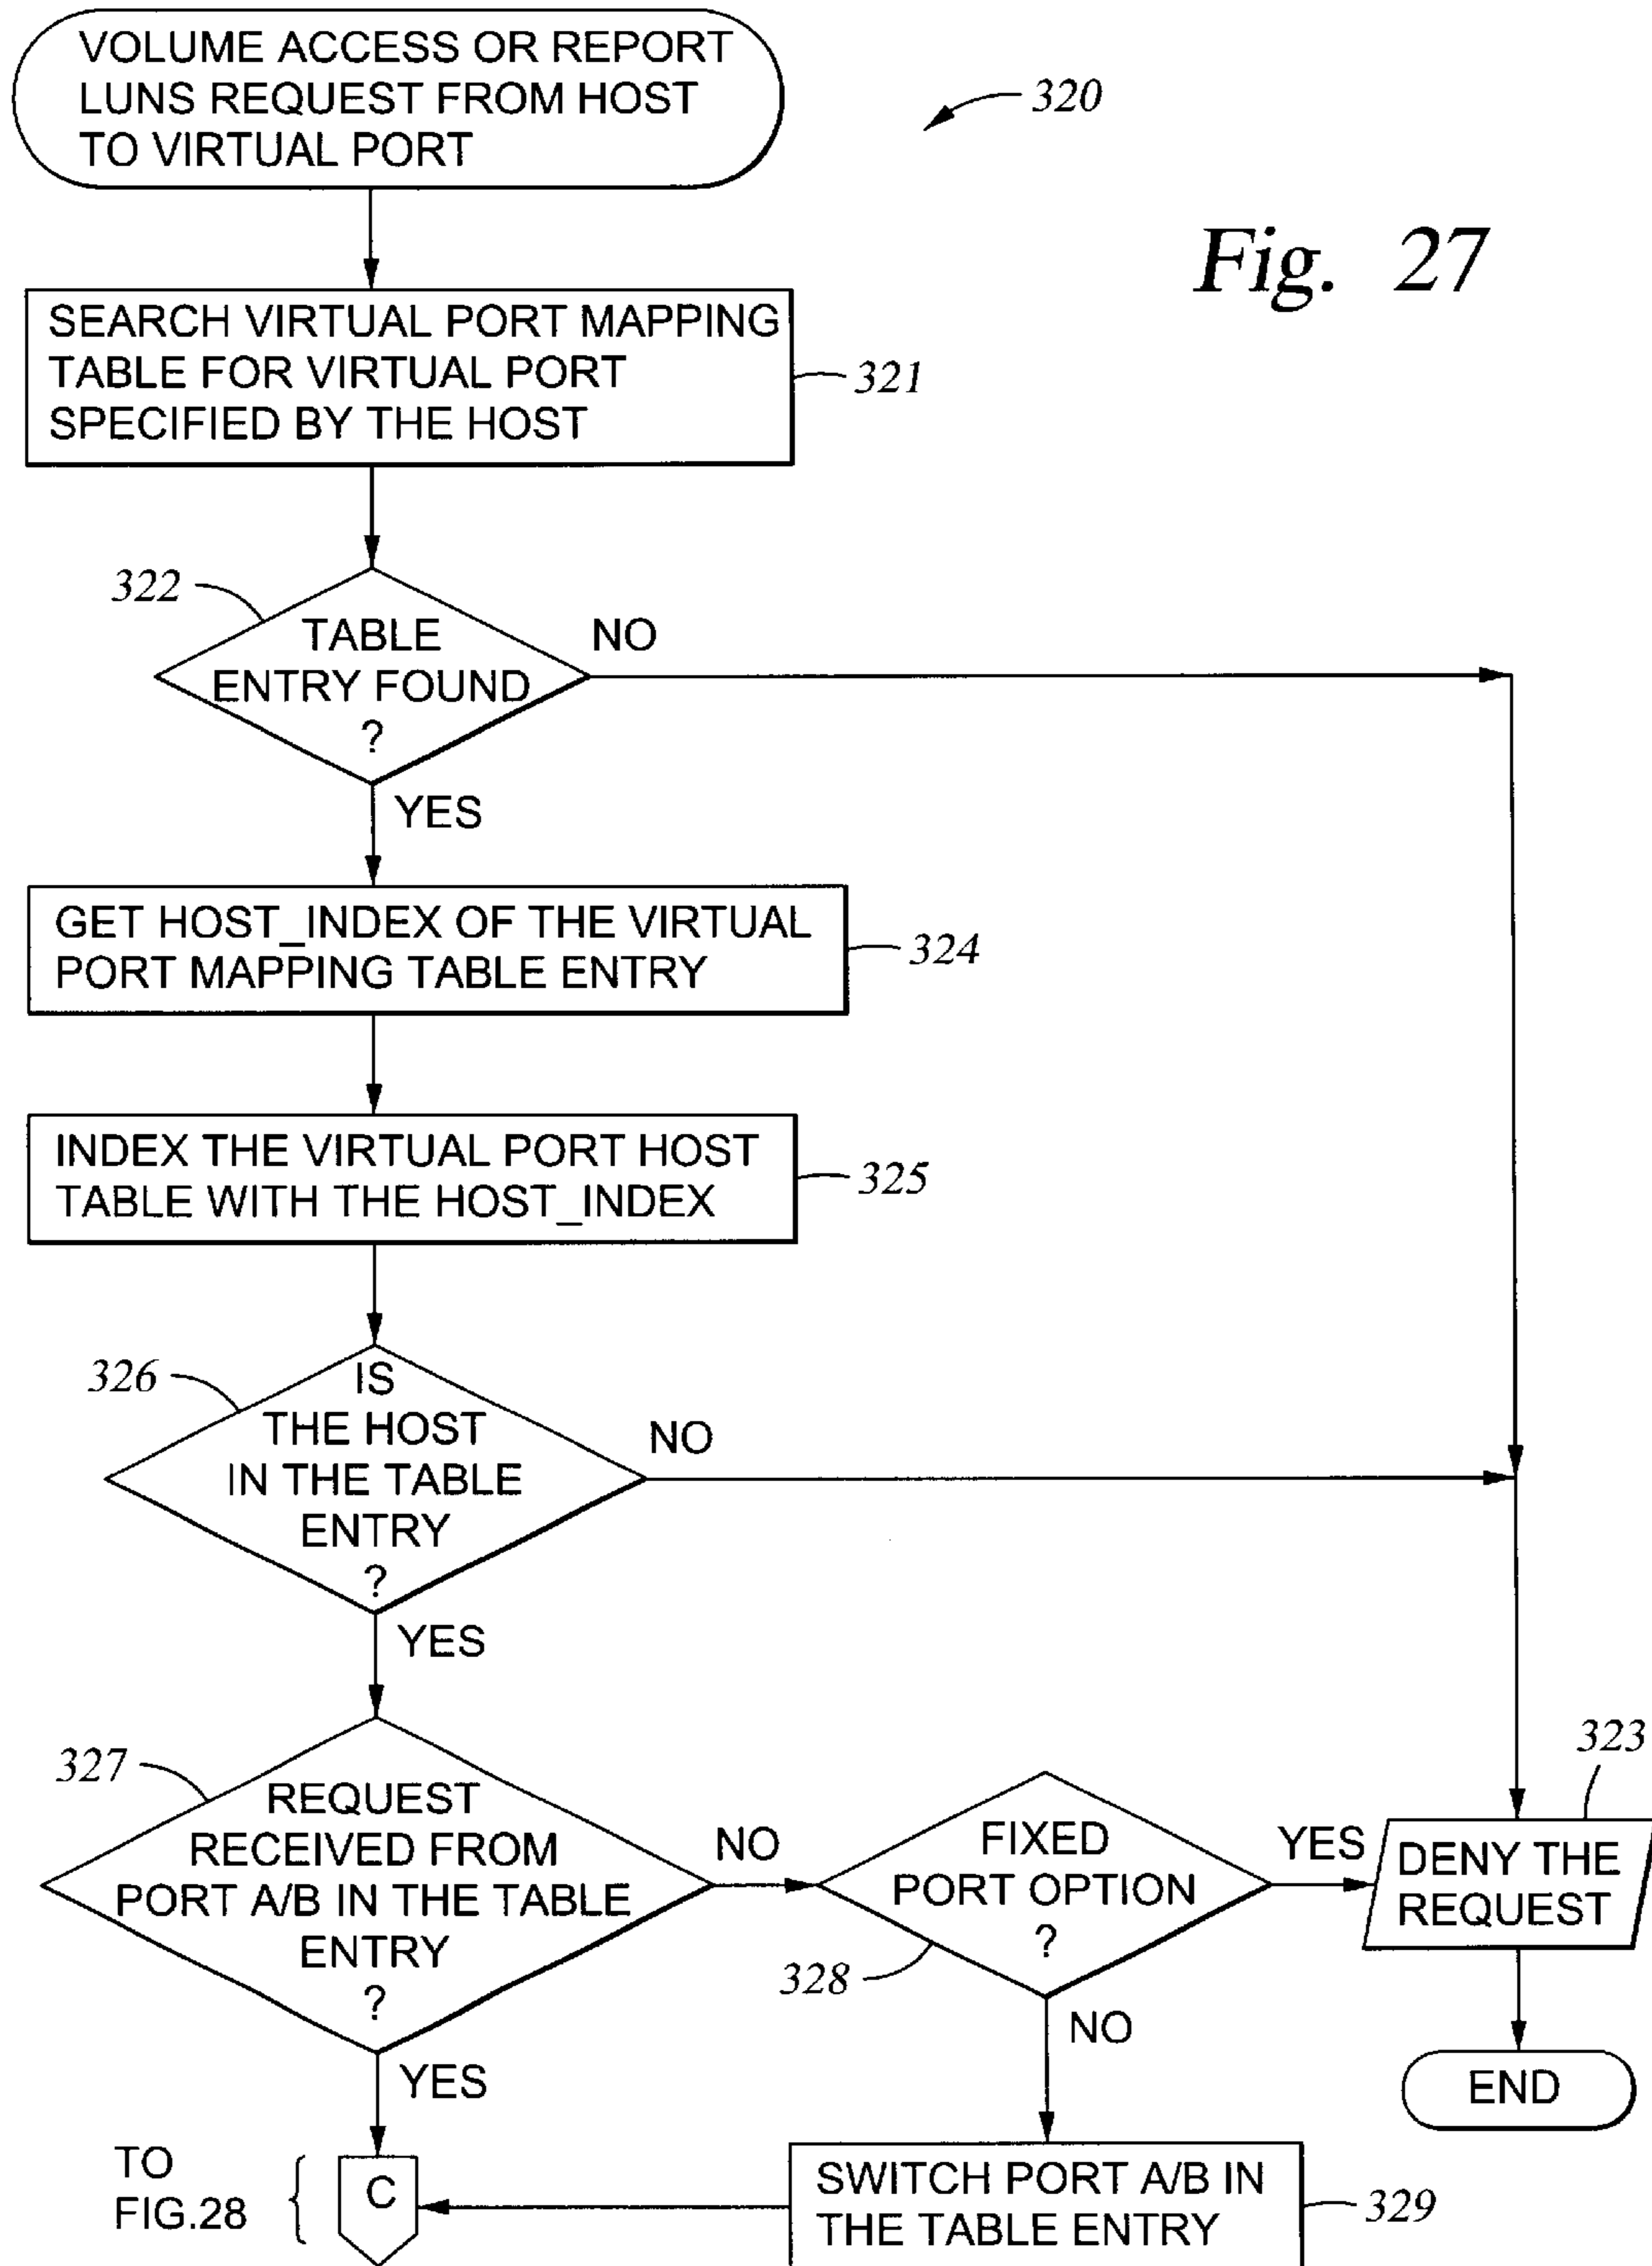 VOLUME ACCESS OR REPORT
LUNS REQUEST FROM HOST
TO VIRTUAL PORT
320
Fig. 27
SEARCH VIRTUAL PORT MAPPING
TABLE FOR VIRTUAL PORT
SPECIFIED BY THE HOST
321
322
TABLE
ENTRY FOUND
?
NO
YES
GET HOST_INDEX OF THE VIRTUAL
PORT MAPPING TABLE ENTRY
324
INDEX THE VIRTUAL PORT HOST
TABLE WITH THE HOST_INDEX
325
326
IS
THE HOST
IN THE TABLE
ENTRY
?
NO
YES
327
REQUEST
RECEIVED FROM
PORT A/B IN THE TABLE
ENTRY
?
NO
YES
FIXED
PORT OPTION
?
328
YES
NO
323
DENY THE
REQUEST
END
TO
FIG.28
C
SWITCH PORT A/B IN
THE TABLE ENTRY
329